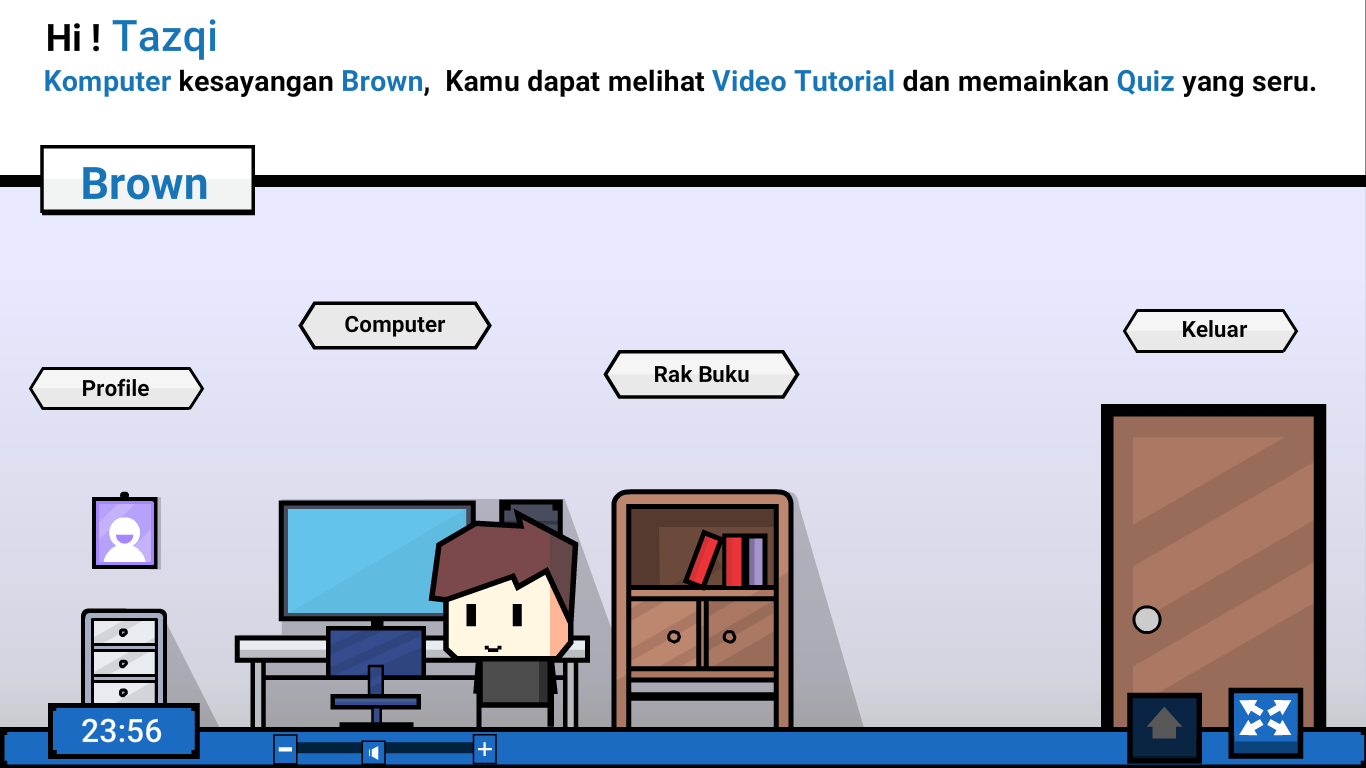 Hi ! Tazqi
Komputer kesayangan Brown, Kamu dapat melihat Video Tutorial dan memainkan Quiz yang seru.
Brown
Computer
Keluar
Rak Buku
Profile
23:56